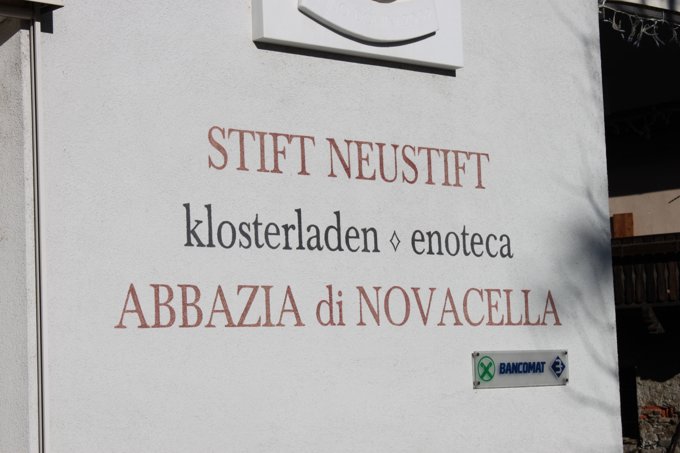 STIFT NEUSTIFT
klosterladen ◊ enoteca
ABBAZIA di NOVACELLA
BANCOMAT